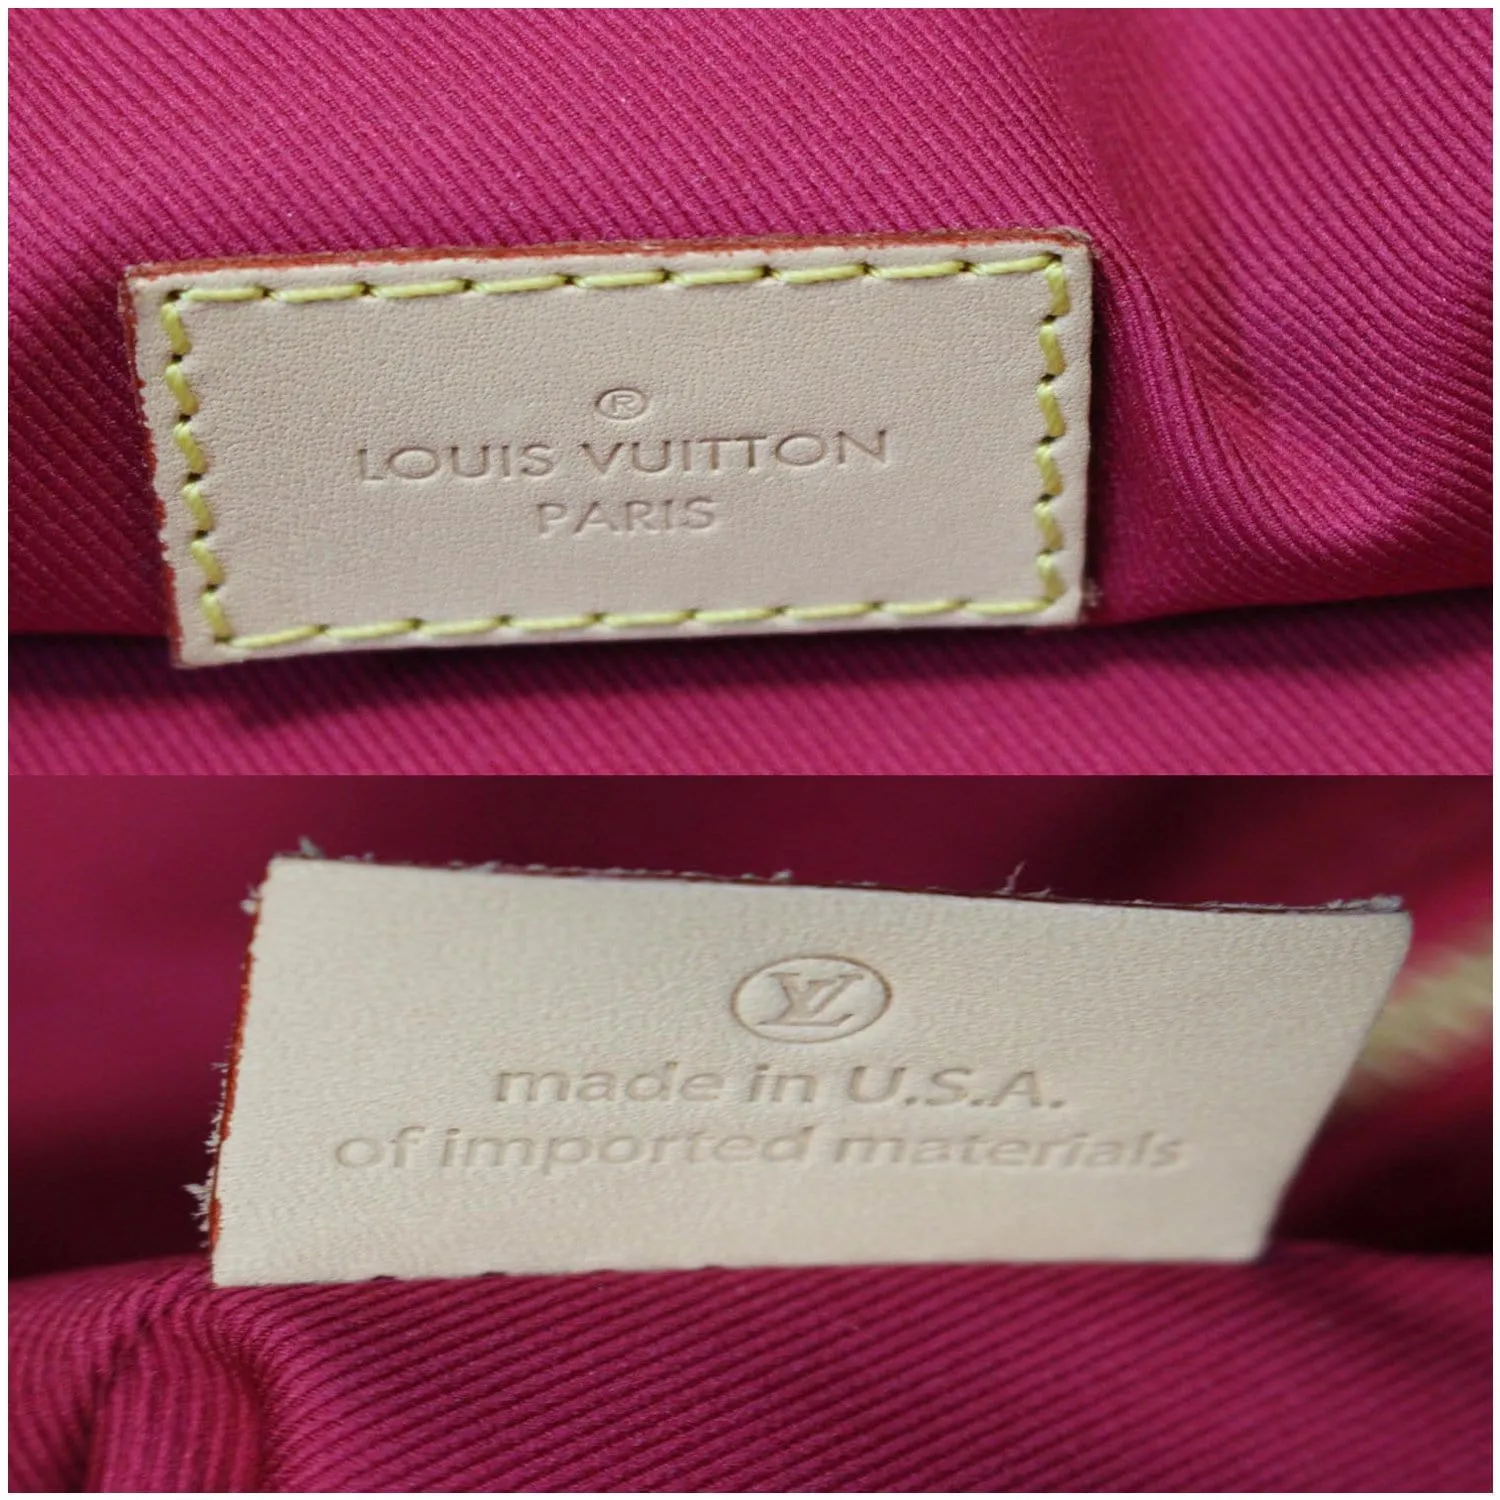 ®
LOUIS VUITTON
PARIS
LV
made in U.S.A.
of imported materials